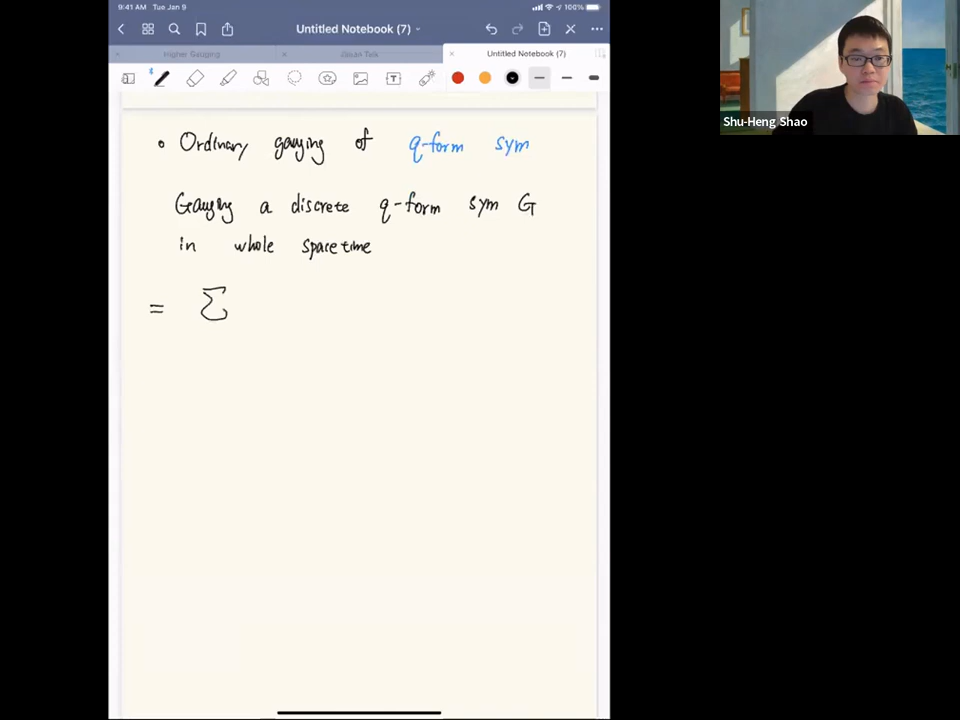 9:41 AM Tue Jan 9
100%
Untitled Notebook (7)
Higher Gauging
Untitled Notebook (7)
Shu-Heng Shao
• Ordinary gauging of q-form sym
Gauging a discrete q-form sym G
in whole spacetime
= Σ